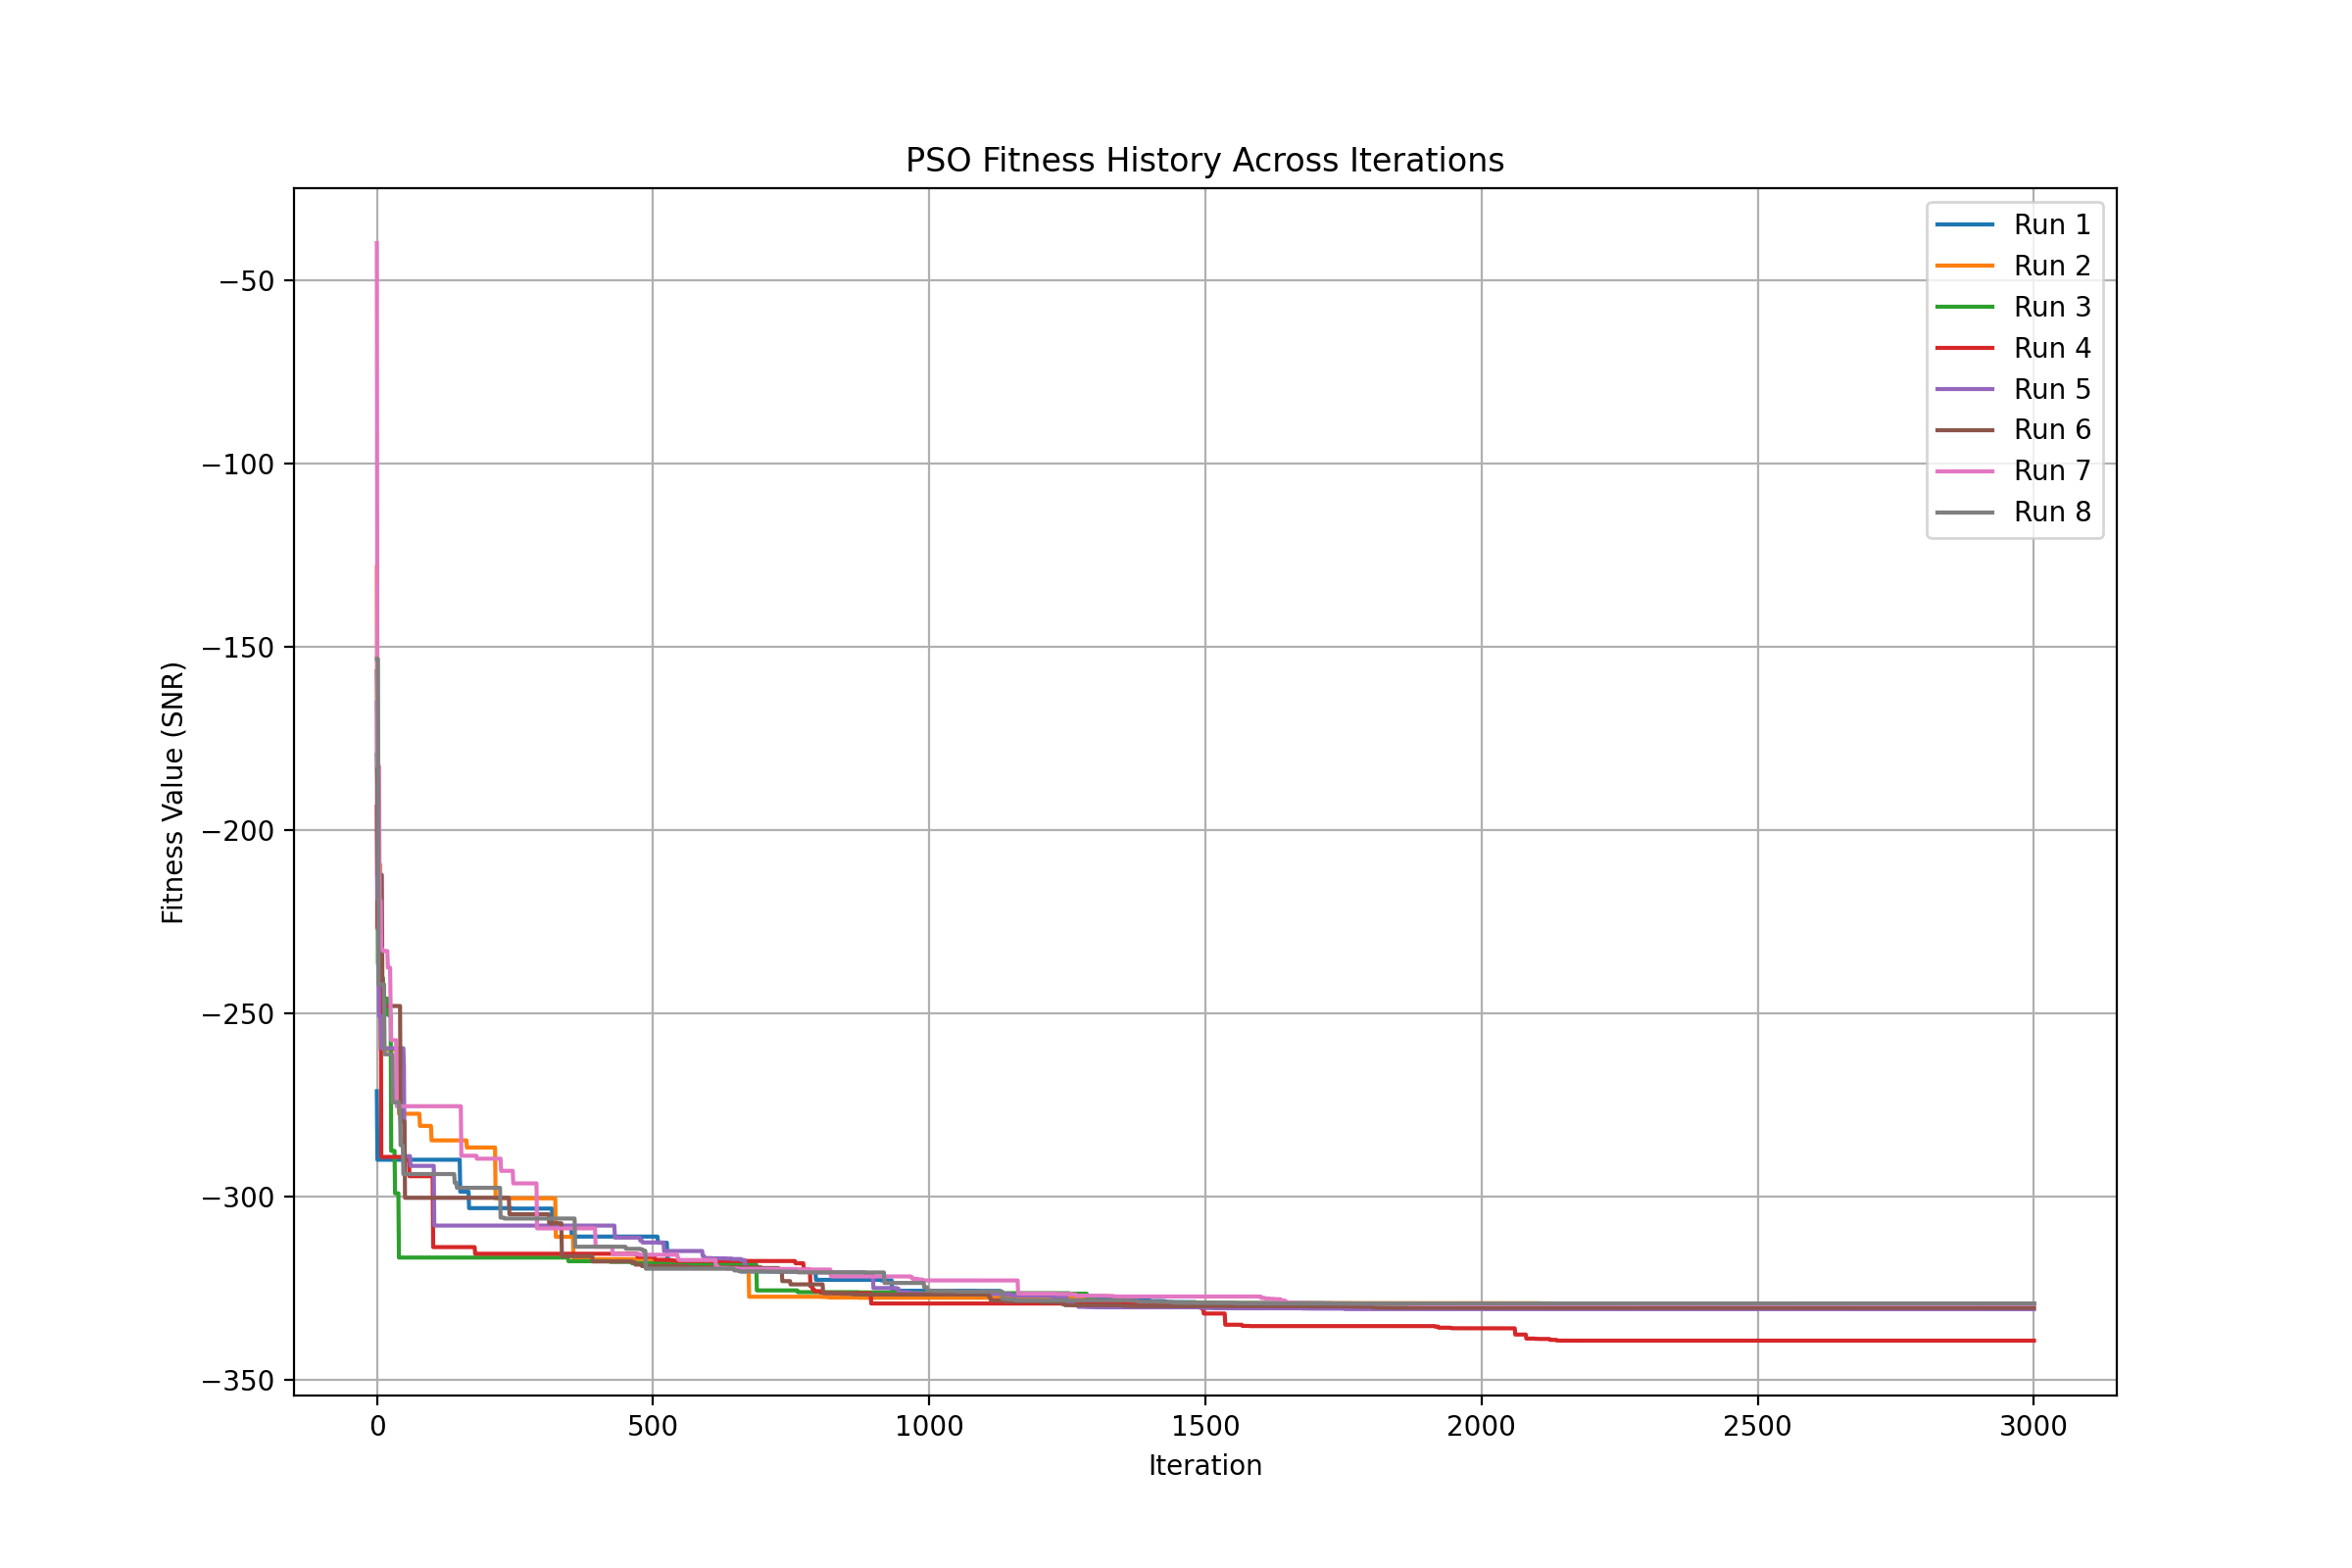 PSO Fitness History Across Iterations
Run 1
Run 2
Run 3
Run 4
Run 5
Run 6
Run 7
Run 8
−50
−100
−150
−200
−250
−300
−350
Fitness Value (SNR)
0 500 1000 1500 2000 2500 3000
Iteration